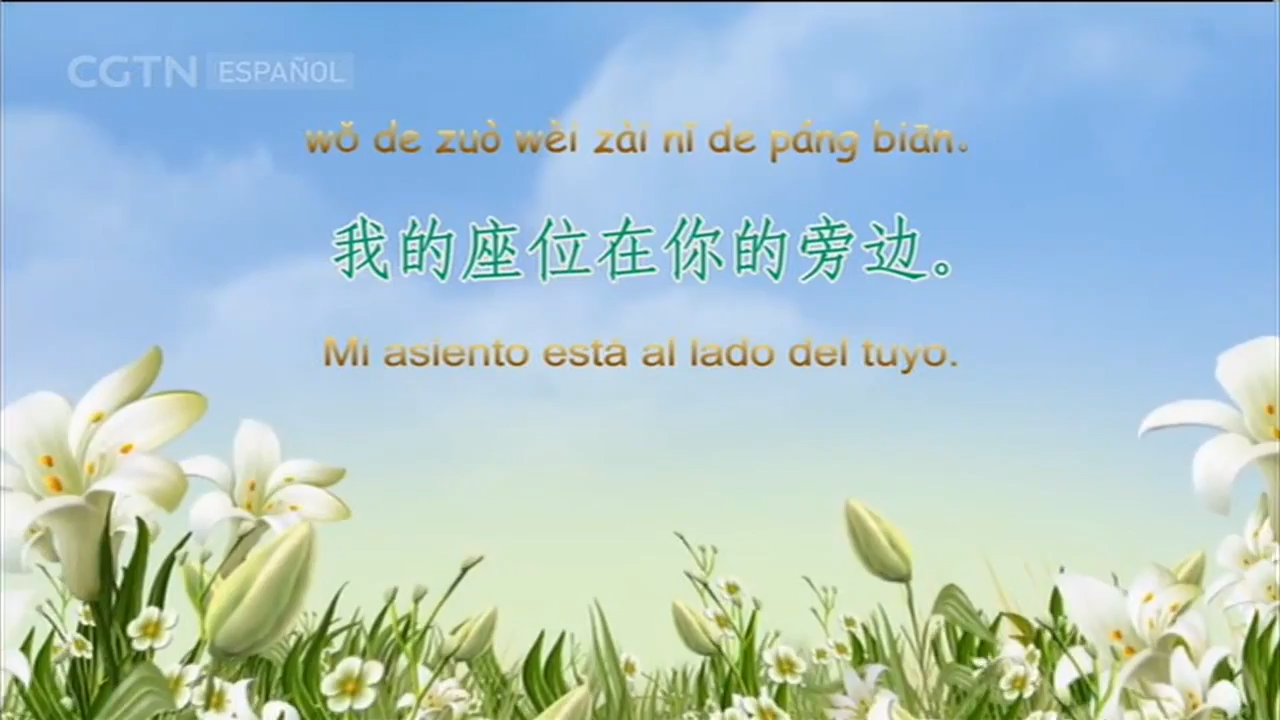 CGTN ESPAÑOL
wǒ de zuò wèi zài nǐ de páng biān.
我的座位在你的旁边。
Mi asiento está al lado del tuyo.